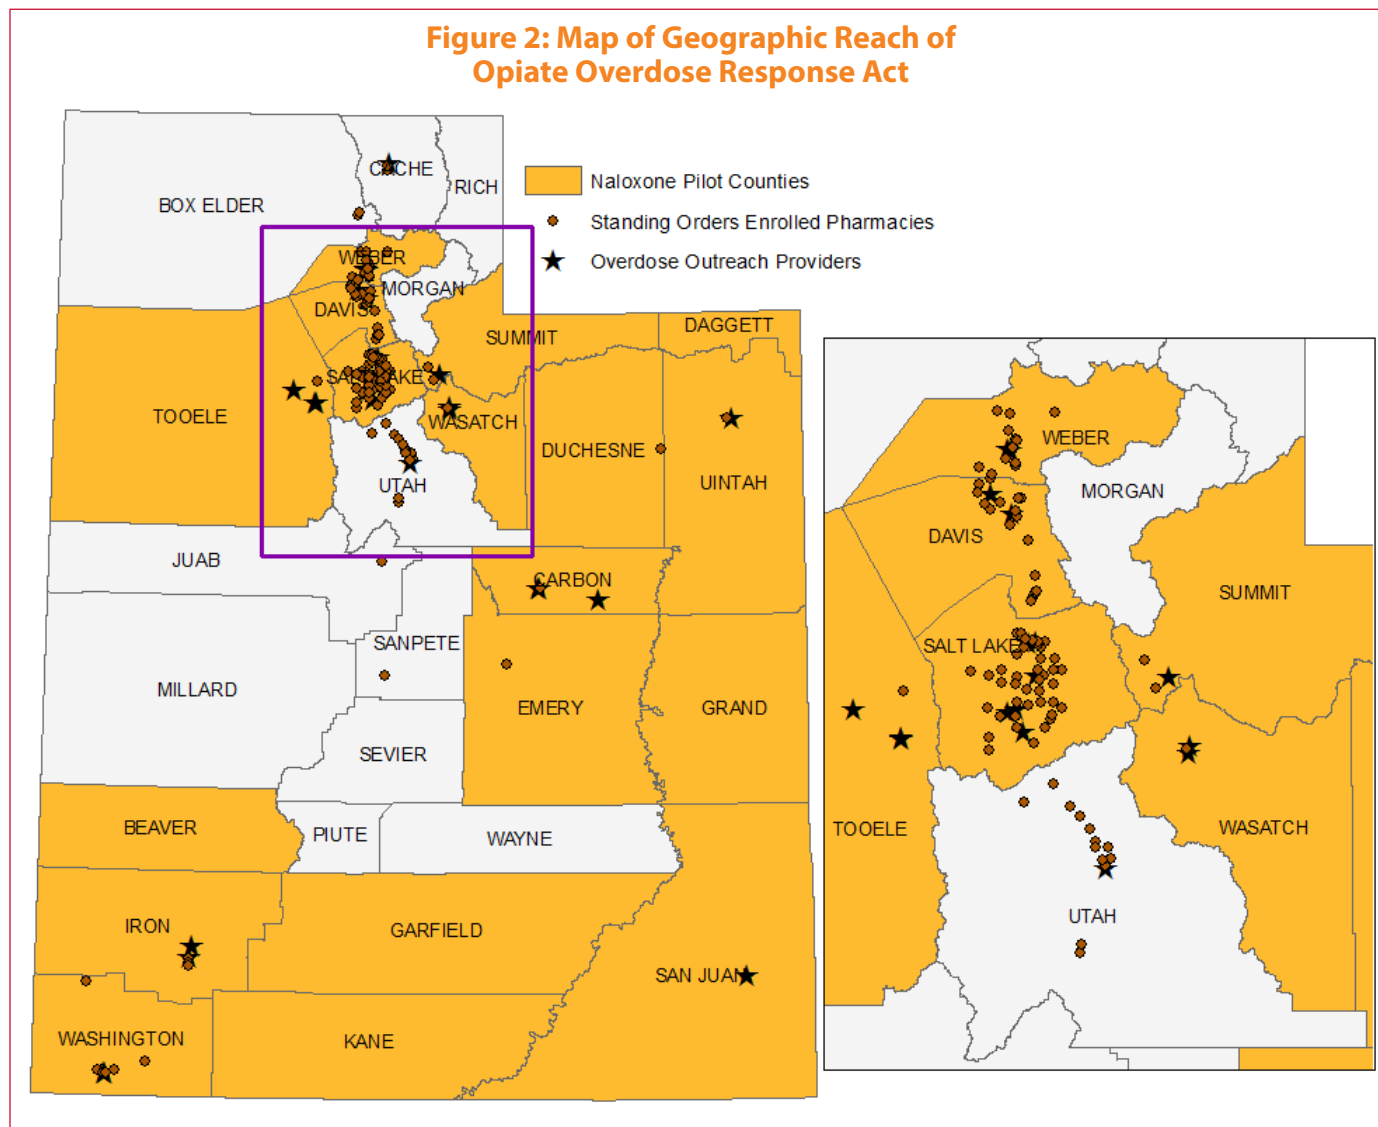 Figure 2: Map of Geographic Reach of
Opiate Overdose Response Act
Naloxone Pilot Counties
Standing Orders Enrolled Pharmacies
Overdose Outreach Providers
CACHE
RICH
BOX ELDER
WEBER
MORGAN
DAVIS
SUMMIT
DAGGETT
SALT LAKE
TOOELE
WASATCH
DUCHESNE
UINTAH
UTAH
JUAB
CARBON
SANPETE
MILLARD
EMERY
GRAND
SEVIER
BEAVER
PIUTE
WAYNE
IRON
GARFIELD
SAN JUAN
WASHINGTON
KANE
WEBER
MORGAN
DAVIS
SUMMIT
SALT LAKE
TOOELE
WASATCH
UTAH